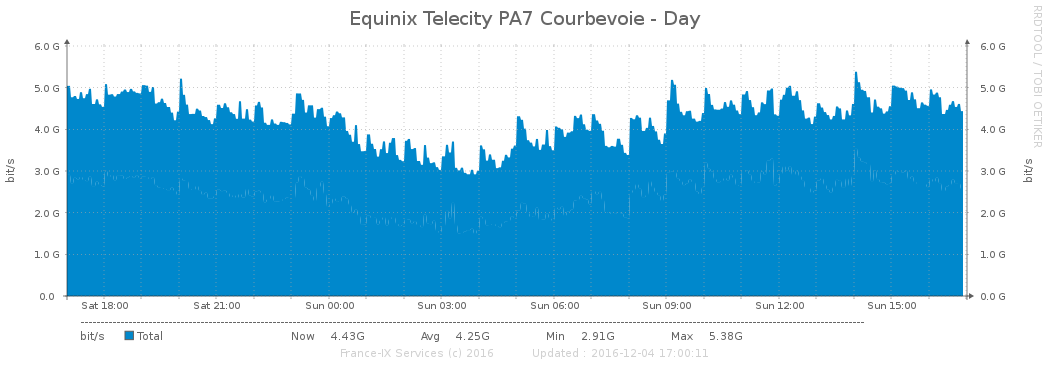 Equinix Telecity PA7 Courbevoie - Day
RRDTOOL / TOBI OETIKER
6.0 G 6.0 G
5.0 G 5.0 G
4.0 G 4.0 G
3.0 G 3.0 G
2.0 G 2.0 G
1.0 G 1.0 G
0.0 0.0 G
bit/s bit/s
Sat 18:00 Sat 21:00 Sun 00:00 Sun 03:00 Sun 06:00 Sun 09:00 Sun 12:00 Sun 15:00
bit/s Total Now 4.43G Avg 4.25G Min 2.91G Max 5.38G
France-IX Services (c) 2016 Updated : 2016-12-04 17:00:11